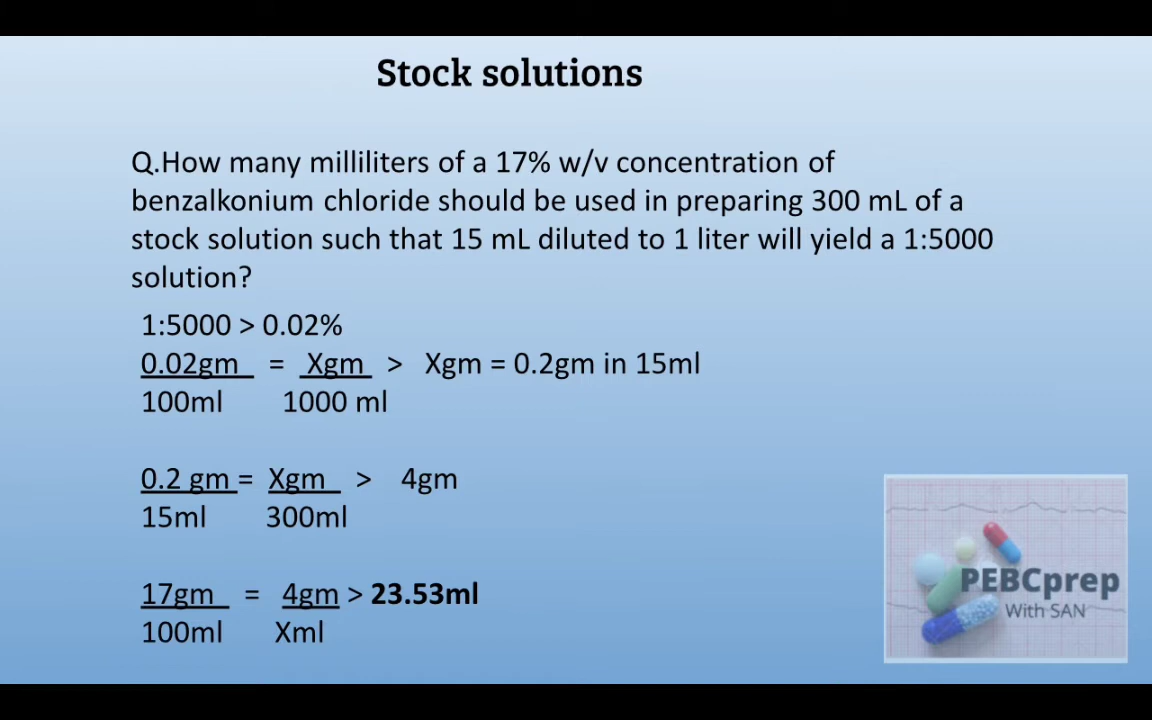 Stock solutions
Q.How many milliliters of a 17% w/v concentration of
benzalkonium chloride should be used in preparing 300 mL of a
stock solution such that 15 mL diluted to 1 liter will yield a 1:5000
solution?
1:5000 > 0.02%
0.02gm = Xgm > Xgm = 0.2gm in 15ml
100ml 1000 ml
0.2 gm = Xgm > 4gm
15ml 300ml
17gm = 4gm > 23.53ml
100ml Xml
PEBCprep
With SAN